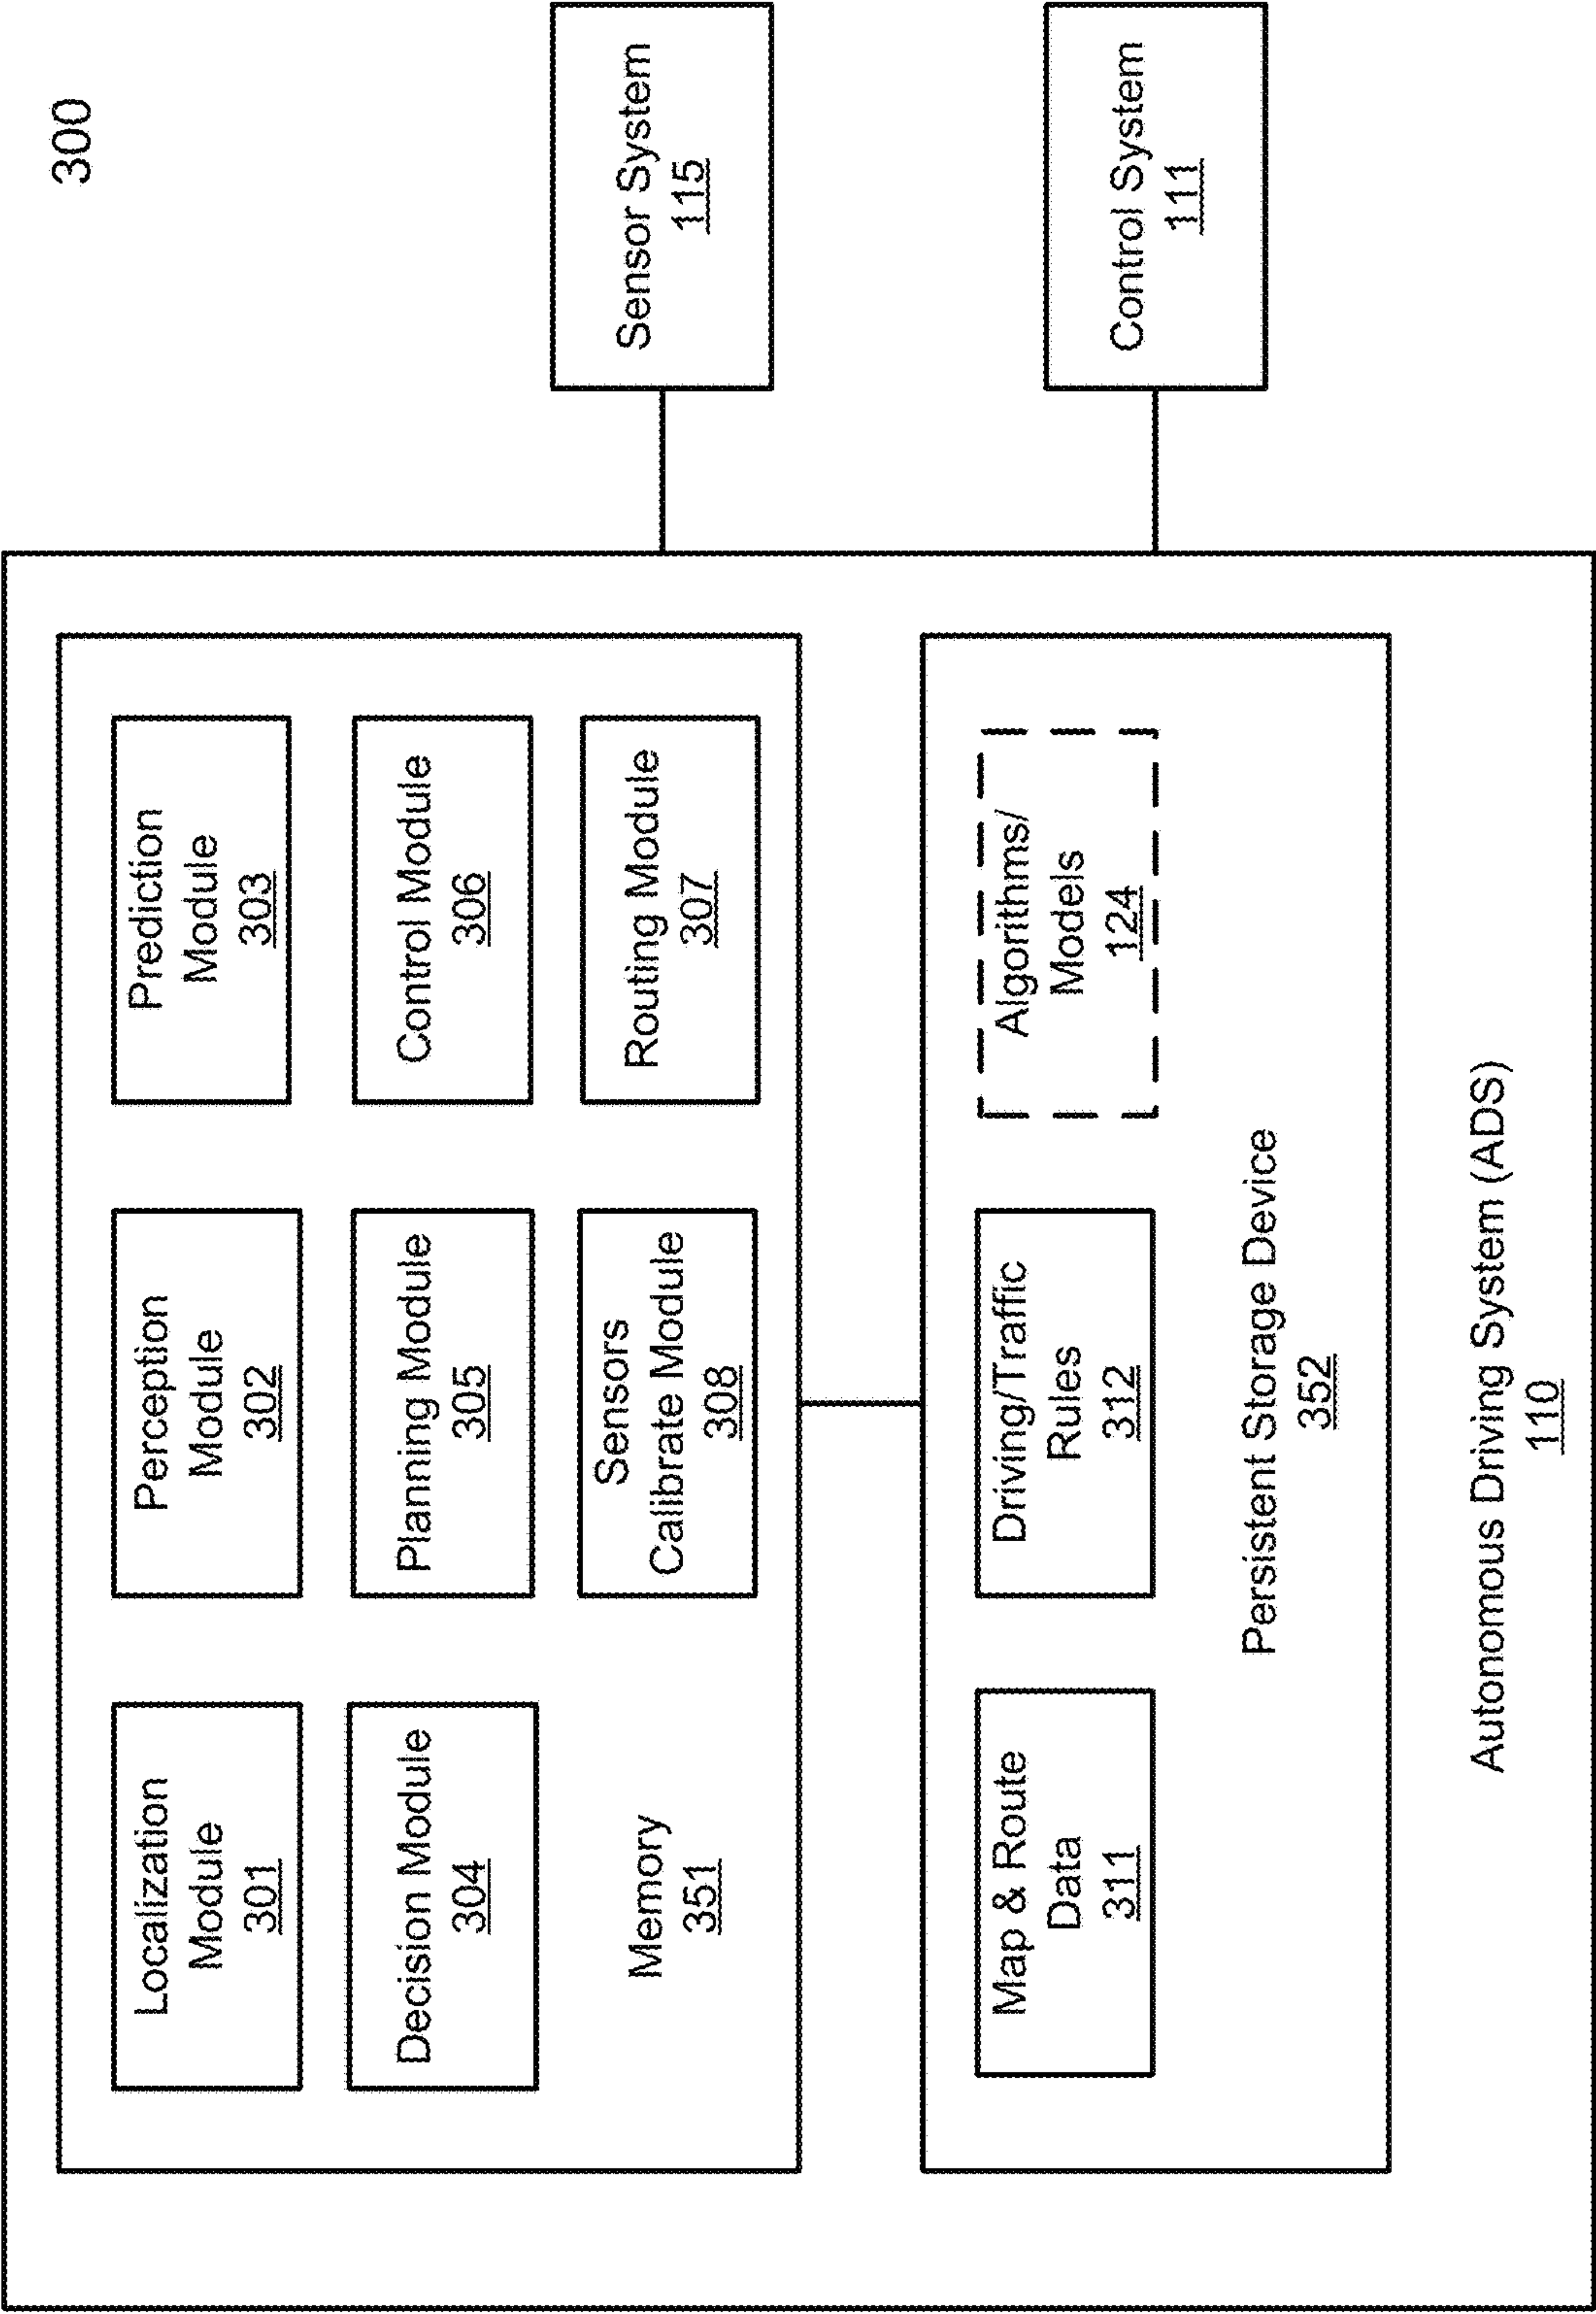 300
Localization
Module
301
Perception
Module
302
Prediction
Module
303
Decision Module
304
Planning Module
305
Control Module
306
Memory
351
Sensors
Calibrate Module
308
Routing Module
307
Sensor System
115
Map & Route
Data
311
Driving/Traffic
Rules
312
Algorithms/
Models
124
Persistent Storage Device
352
Control System
111
Autonomous Driving System (ADS)
110